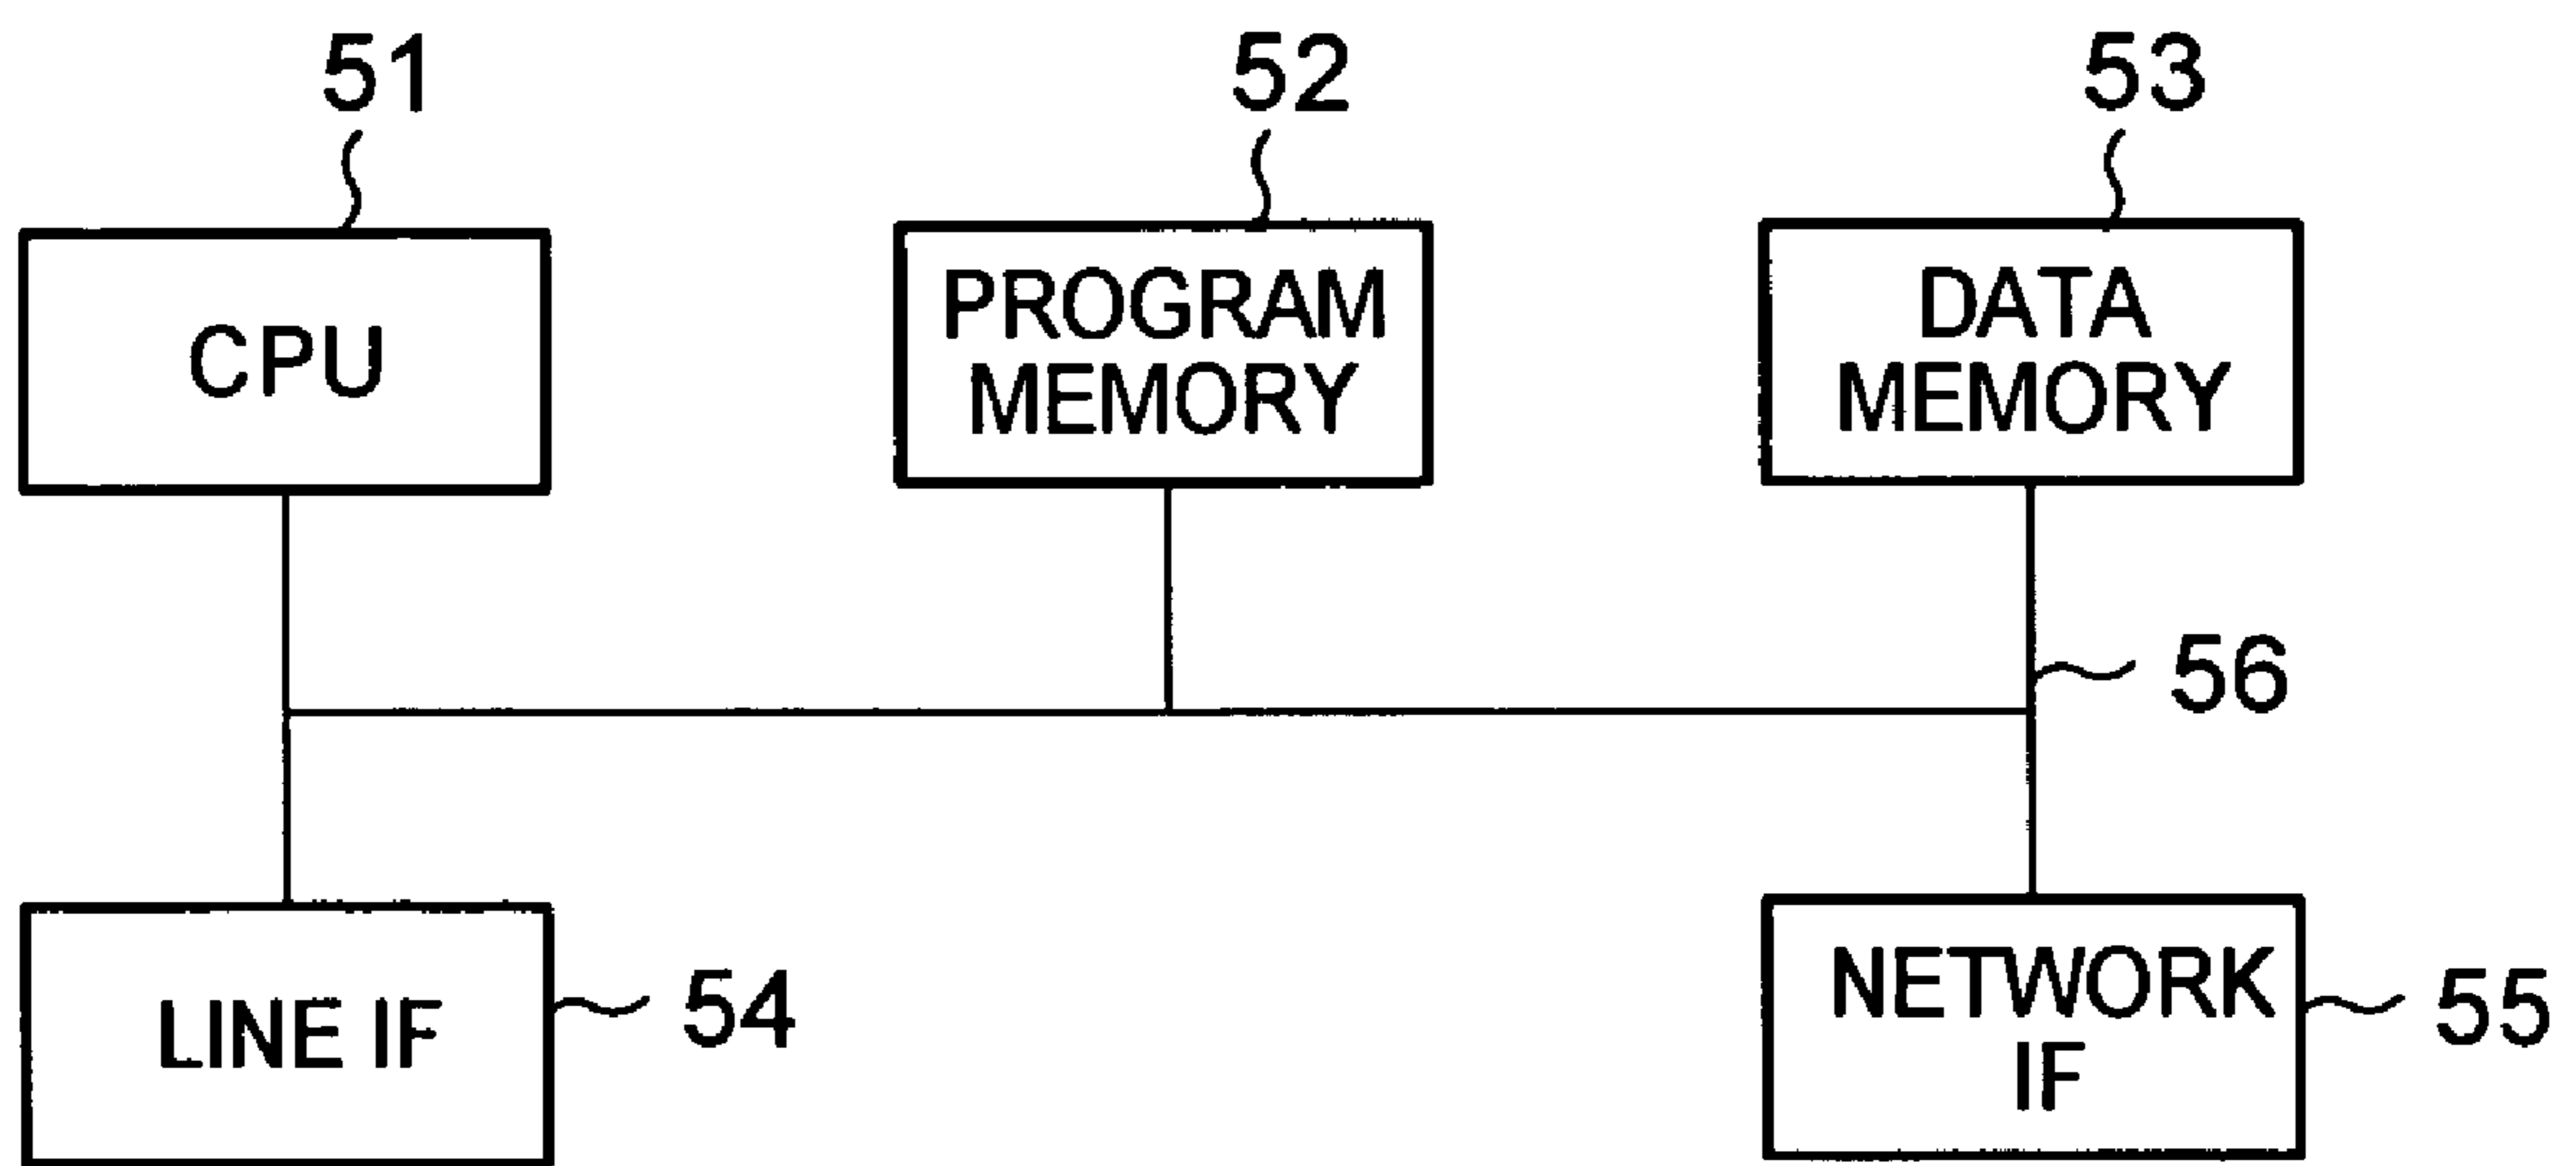 51
52
53
CPU
PROGRAM
MEMORY
DATA
MEMORY
56
LINE IF
54
NETWORK
IF
55